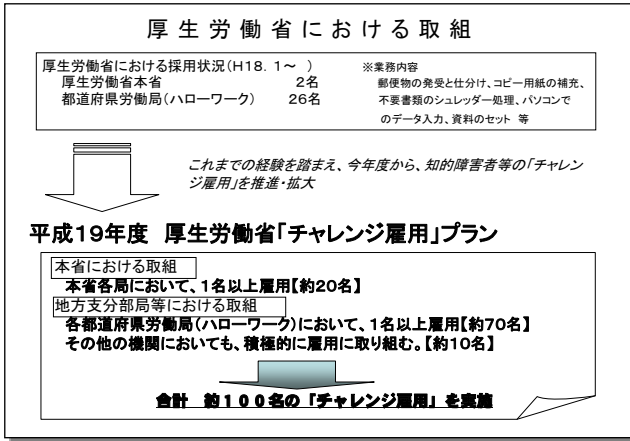 厚生労働省における取組
厚生労働省における採用状況(H18．1～　)
厚生労働省本省　2名
都道府県労働局(ハローワーク)　26名
※業務内容
郵便物の発受と仕分け、コピー用紙の補充、
不要書類のシュレッダー処理、パソコンで
のデータ入力、資料のセット　等
これまでの経験を踏まえ、今年度から、知的障害者等の「チャレン
ジ雇用」を推進・拡大
平成19年度　厚生労働省「チャレンジ雇用」プラン
本省における取組
本省各局において、1名以上雇用【約20名】
地方支分部局等における取組
各都道府県労働局(ハローワーク)において、1名以上雇用【約70名】
その他の機関においても、積極的に雇用に取り組む。【約10名】
合計　約100名の「チャレンジ雇用」を実施